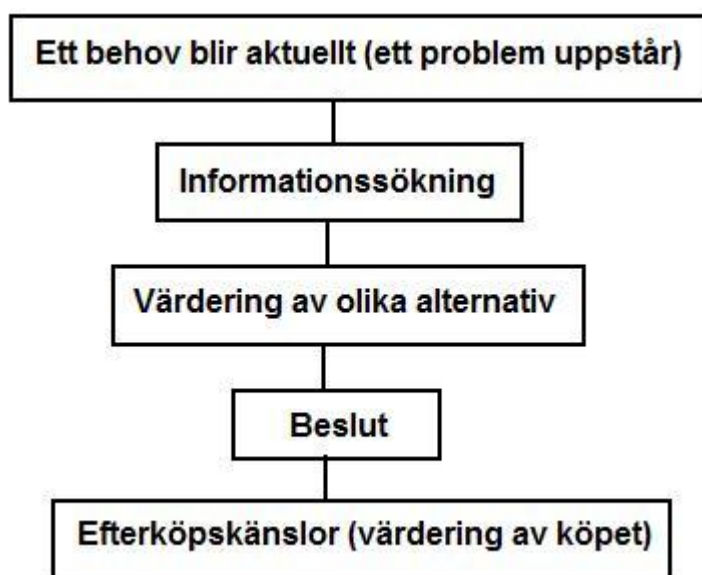 Ett behov blir aktuellt (ett problem uppstår)
Informationssökning
Värdering av olika alternativ
Beslut
Efterköpskänslor (värdering av köpet)